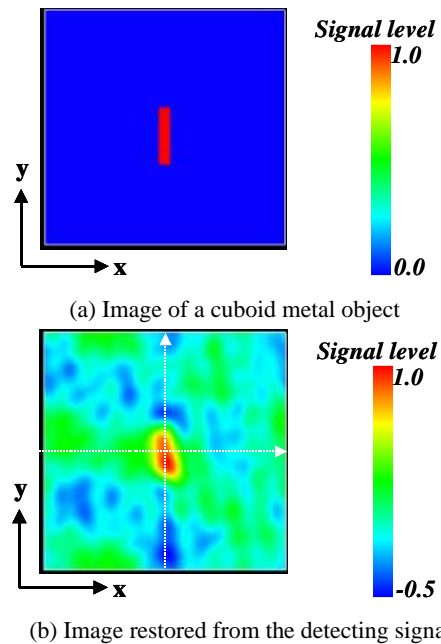 Signal level
1.0
y
x
0.0
(a) Image of a cuboid metal object
Signal level
1.0
y
x
-0.5
(b) Image restored from the detecting signa